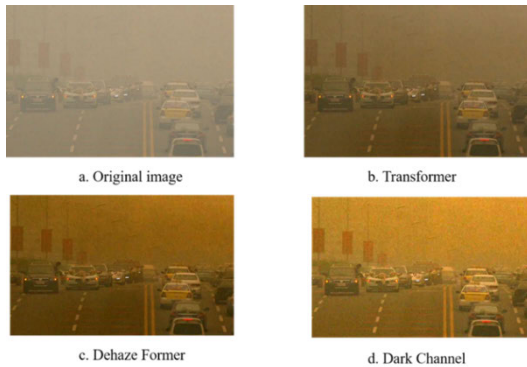 a. Original image
b. Transformer
c. Dehaze Former
d. Dark Channel